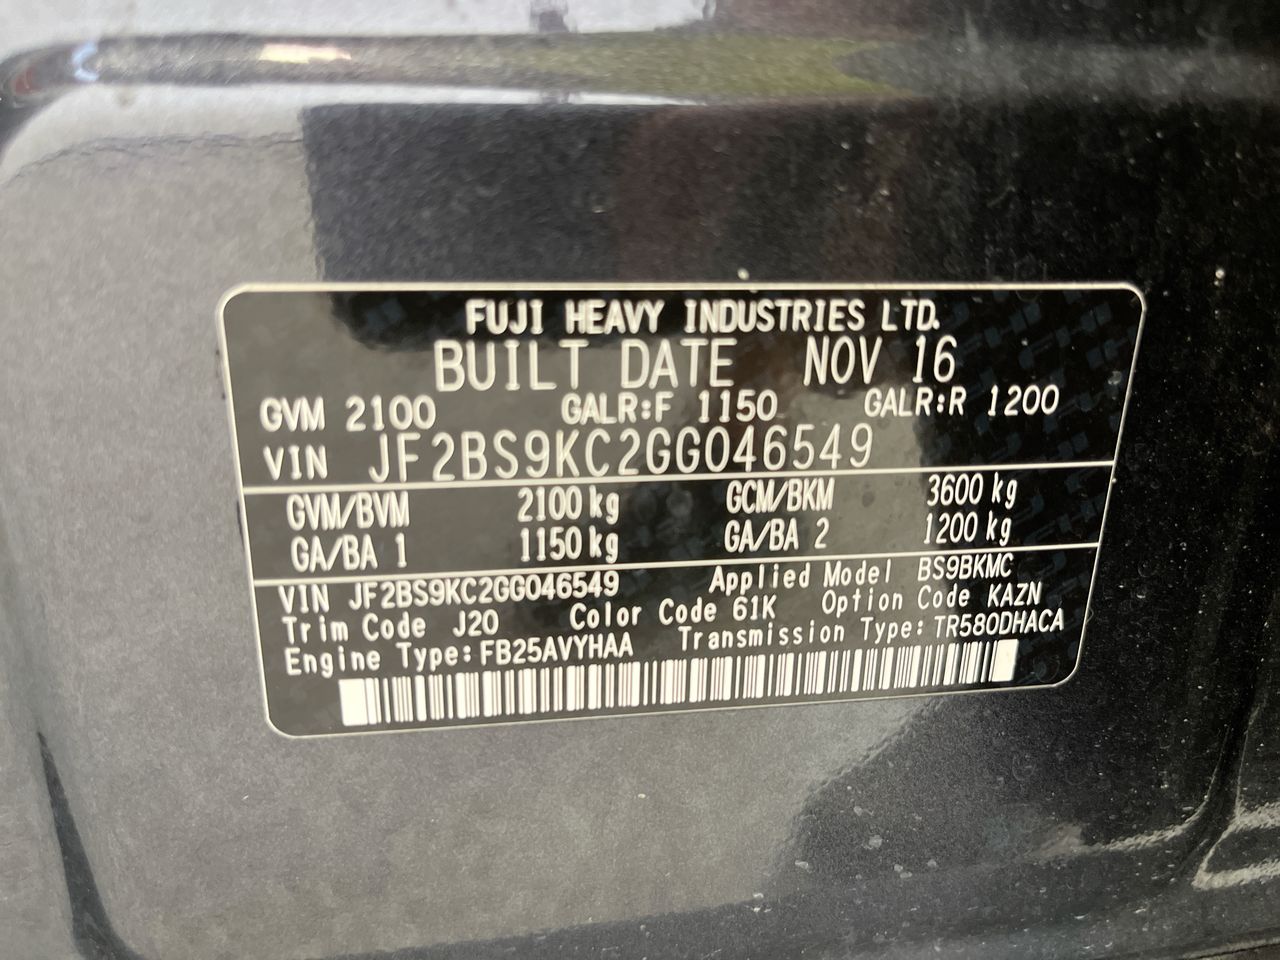 FUJI HEAVY INDUSTRIES LTD.
BUILT DATE NOV 16
GVM 2100 GALR:F 1150 GALR:R 1200
VIN JF2BS9KC2GG046549
GVM/BVM 2100 kg GCM/BKM 3600 kg
GA/BA 1 1150 kg GA/BA 2 1200 kg
VIN JF2BS9KC2GG046549 Applied Model BS9BKMC
Trim Code J20 Color Code 61K Option Code KAZN
Engine Type: FB25AVYHAA Transmission Type: TR580DHACA